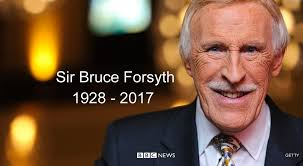 Sir Bruce Forsyth
1928 - 2017
BBC NEWS
GETTY